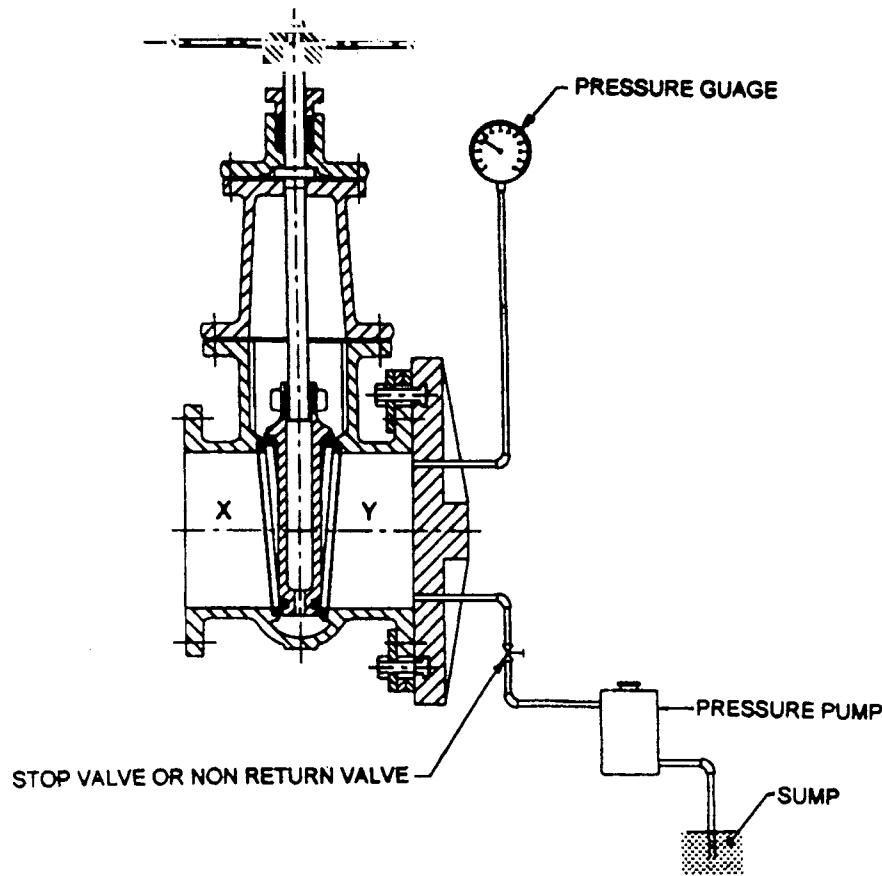 PRESSURE GUAGE
X
Y
PRESSURE PUMP
STOP VALVE OR NON RETURN VALVE
SUMP